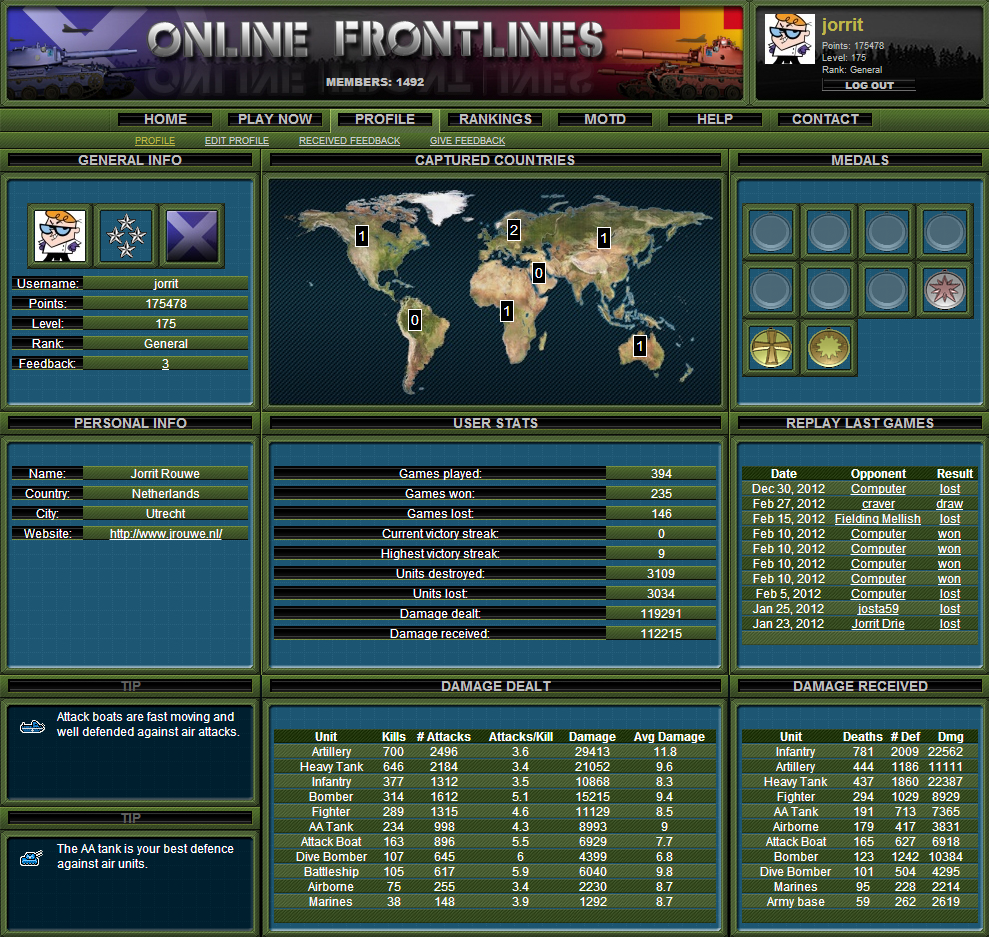 ONLINE FRONTLINES
MEMBERS: 1492
jorrit
Points: 175478
Level: 175
Rank: General
LOG OUT
HOME PLAY NOW PROFILE RANKINGS MOTD HELP CONTACT
PROFILE EDIT PROFILE RECEIVED FEEDBACK GIVE FEEDBACK
GENERAL INFO
Username: jorrit
Points: 175478
Level: 175
Rank: General
Feedback: 3
CAPTURED COUNTRIES
1
2
1
0
1
0
1
MEDALS
PERSONAL INFO
Name: Jorrit Rouwe
Country: Netherlands
City: Utrecht
Website: http://www.jrouwe.nl/
USER STATS
Games played: 394
Games won: 235
Games lost: 146
Current victory streak: 0
Highest victory streak: 9
Units destroyed: 3109
Units lost: 3034
Damage dealt: 119291
Damage received: 112215
REPLAY LAST GAMES
Date Opponent Result
Dec 30, 2012 Computer lost
Feb 27, 2012 craver draw
Feb 15, 2012 Fielding Mellish lost
Feb 10, 2012 Computer won
Feb 10, 2012 Computer won
Feb 10, 2012 Computer won
Feb 10, 2012 Computer won
Feb 5, 2012 Computer lost
Jan 25, 2012 josta59 lost
Jan 23, 2012 Jorrit Drie lost
TIP
Attack boats are fast moving and
well defended against air attacks.
TIP
The AA tank is your best defence
against air units.
DAMAGE DEALT
Unit Kills # Attacks Attacks/Kill Damage Avg Damage
Artillery 700 2496 3.6 29413 11.8
Heavy Tank 646 2184 3.4 21052 9.6
Infantry 377 1312 3.5 10868 8.3
Bomber 314 1612 5.1 15215 9.4
Fighter 289 1315 4.6 11129 8.5
AA Tank 234 998 4.3 8993 9
Attack Boat 163 896 5.5 6929 7.7
Dive Bomber 107 645 6 4399 6.8
Battleship 105 617 5.9 6040 9.8
Airborne 75 255 3.4 2230 8.7
Marines 38 148 3.9 1292 8.7
DAMAGE RECEIVED
Unit Deaths # Def Dmg
Infantry 781 2009 22562
Artillery 444 1186 11111
Heavy Tank 437 1860 22387
Fighter 294 1029 8929
AA Tank 191 713 7365
Airborne 179 417 3831
Attack Boat 165 627 6918
Bomber 123 1242 10384
Dive Bomber 101 504 4295
Marines 95 228 2214
Army base 59 262 2619